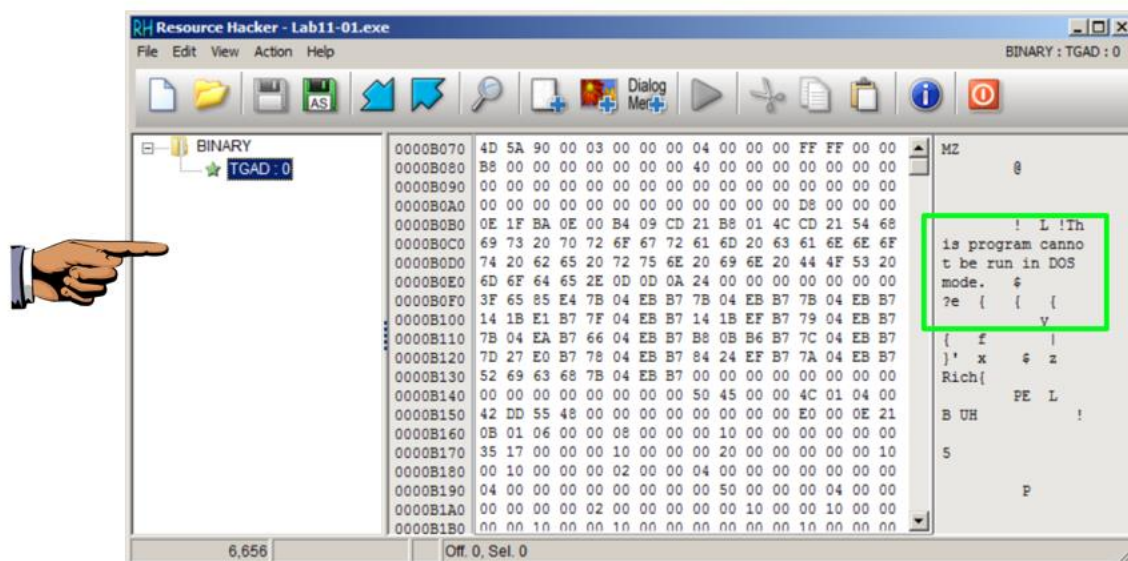 RH Resource Hacker - Lab11-01.exe
File Edit View Action Help
BINARY : TGAD : 0
AS
Dialog
Mer
BINARY
TGAD : 0
0000B070 4D 5A 90 00 03 00 00 00 04 00 00 00 FF FF 00 00 MZ
0000B080 B8 00 00 00 00 00 00 00 40 00 00 00 00 00 00 00 @
0000B090 00 00 00 00 00 00 00 00 00 00 00 00 00 00 00 00
0000B0A0 00 00 00 00 00 00 00 00 00 00 00 00 D8 00 00 00
0000B0B0 0E 1F BA 0E 00 B4 09 CD 21 B8 01 4C CD 21 54 68 ! L !Th
0000B0C0 69 73 20 70 72 6F 67 72 61 6D 20 63 61 6E 6E 6F is program canno
0000B0D0 74 20 62 65 20 72 75 6E 20 69 6E 20 44 4F 53 20 t be run in DOS
0000B0E0 6D 6F 64 65 2E 0D 0D 0A 24 00 00 00 00 00 00 00 mode. $
0000B0F0 3F 65 85 E4 7B 04 EB B7 7B 04 EB B7 7B 04 EB B7 ?e { { {
0000B100 14 1B E1 B7 7F 04 EB B7 14 1B EF B7 79 04 EB B7 y
0000B110 7B 04 EA B7 66 04 EB B7 B8 0B B6 B7 7C 04 EB B7 { f |
0000B120 7D 27 E0 B7 78 04 EB B7 84 24 EF B7 7A 04 EB B7 }' x $ z
0000B130 52 69 63 68 7B 04 EB B7 00 00 00 00 00 00 00 00 Rich{
0000B140 00 00 00 00 00 00 00 00 50 45 00 00 4C 01 04 00 PE L
0000B150 42 DD 55 48 00 00 00 00 00 00 00 00 E0 00 0E 21 B UH !
0000B160 0B 01 06 00 00 08 00 00 00 10 00 00 00 00 00 00
0000B170 35 17 00 00 00 10 00 00 00 20 00 00 00 00 00 10 5
0000B180 00 10 00 00 00 02 00 00 04 00 00 00 00 00 00 00
0000B190 04 00 00 00 00 00 00 00 00 50 00 00 00 04 00 00 P
0000B1A0 00 00 00 00 02 00 00 00 00 00 10 00 00 10 00 00
0000B1B0 00 00 10 00 00 10 00 00 00 00 00 00 10 00 00 00
6,656
Off. 0, Sel. 0